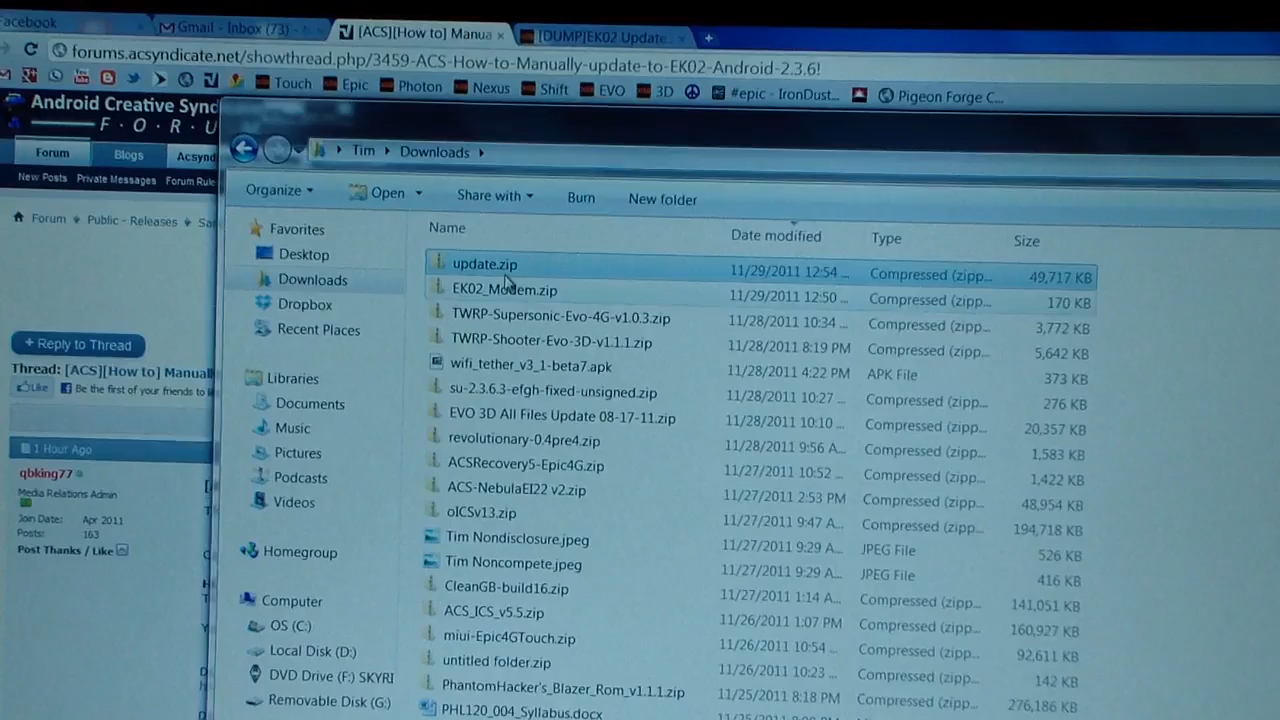 Facebook
Gmail - Inbox (73) -
[ACS][How to] Manua ×
[DUMP]EK02 Update..
forums.acsyndicate.net/showthread.php/3459-ACS-How-to-Manually-update-to-EK02-Android-2.3.6!
Touch Epic Photon Nexus Shift EVO 3D #epic - IronDust... Pigeon Forge C...
Android Creative Synd
F · O · R U
Forum Blogs Acsynd
New Posts Private Messages Forum Rule
Forum Public - Releases Sa
Tim Downloads
Organize Open Share with Burn New folder
Favorites
Desktop
Downloads
Dropbox
Recent Places
Libraries
Documents
Music
Pictures
Podcasts
Videos
Homegroup
Computer
OS (C:)
Local Disk (D:)
DVD Drive (F:) SKYRI
Removable Disk (G:)
Name Date modified Type Size
update.zip 11/29/2011 12:54 ... Compressed (zipp... 49,717 KB
EK02_Modem.zip 11/29/2011 12:50 ... Compressed (zipp... 170 KB
TWRP-Supersonic-Evo-4G-v1.0.3.zip 11/28/2011 10:34 ... Compressed (zipp... 3,772 KB
TWRP-Shooter-Evo-3D-v1.1.1.zip 11/28/2011 8:19 PM Compressed (zipp... 5,642 KB
wifi_tether_v3_1-beta7.apk 11/28/2011 4:22 PM APK File 373 KB
su-2.3.6.3-efgh-fixed-unsigned.zip 11/28/2011 10:27 ... Compressed (zipp... 276 KB
EVO 3D All Files Update 08-17-11.zip 11/28/2011 10:10 ... Compressed (zipp... 20,357 KB
revolutionary-0.4pre4.zip 11/28/2011 9:56 A... Compressed (zipp... 1,583 KB
ACSRecovery5-Epic4G.zip 11/27/2011 10:52 ... Compressed (zipp... 1,422 KB
ACS-NebulaEI22 v2.zip 11/27/2011 2:53 PM Compressed (zipp... 48,954 KB
oICSv13.zip 11/27/2011 9:47 A... Compressed (zipp... 194,718 KB
Tim Nondisclosure.jpeg 11/27/2011 9:29 A... JPEG File 526 KB
Tim Noncompete.jpeg 11/27/2011 9:29 A... JPEG File 416 KB
CleanGB-build16.zip 11/27/2011 1:14 A... Compressed (zipp... 141,051 KB
ACS_ICS_v5.5.zip 11/26/2011 1:07 PM Compressed (zipp... 160,927 KB
miui-Epic4GTouch.zip 11/26/2011 10:54 ... Compressed (zipp... 92,611 KB
untitled folder.zip 11/26/2011 10:23 ... Compressed (zipp... 142 KB
PhantomHacker's_Blazer_Rom_v1.1.1.zip 11/25/2011 8:18 PM Compressed (zipp... 276,186 KB
PHL120_004_Syllabus.docx
+ Reply to Thread
Thread: [ACS][How to] Manuall
Like Be the first of your friends to
1 Hour Ago
qbking77
Media Relations Admin
Join Date: Apr 2011
Posts: 163
Post Thanks / Like